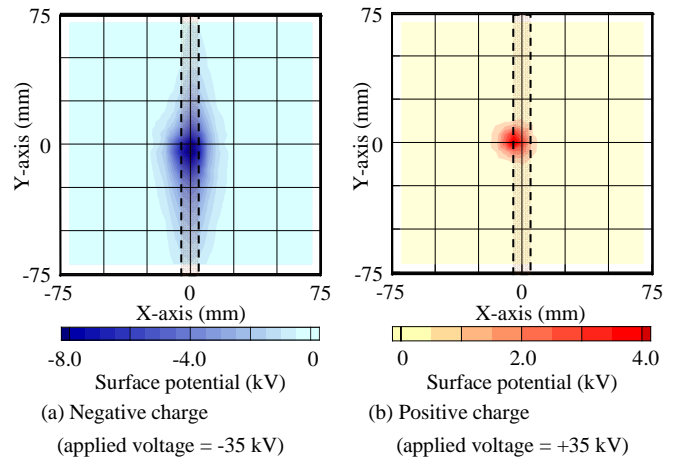 75
Y-axis (mm)
0
-75
-75
0
75
X-axis (mm)
-8.0
-4.0
0
Surface potential (kV)
(a) Negative charge
(applied voltage = -35 kV)
75
Y-axis (mm)
0
-75
-75
0
75
X-axis (mm)
0
2.0
4.0
Surface potential (kV)
(b) Positive charge
(applied voltage = +35 kV)